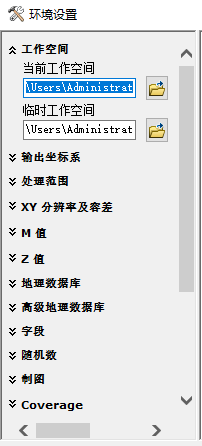 环境设置
工作空间
当前工作空间
\Users\Administrat
临时工作空间
\Users\Administrat
输出坐标系
处理范围
XY 分辨率及容差
M 值
Z 值
地理数据库
高级地理数据库
字段
随机数
制图
Coverage